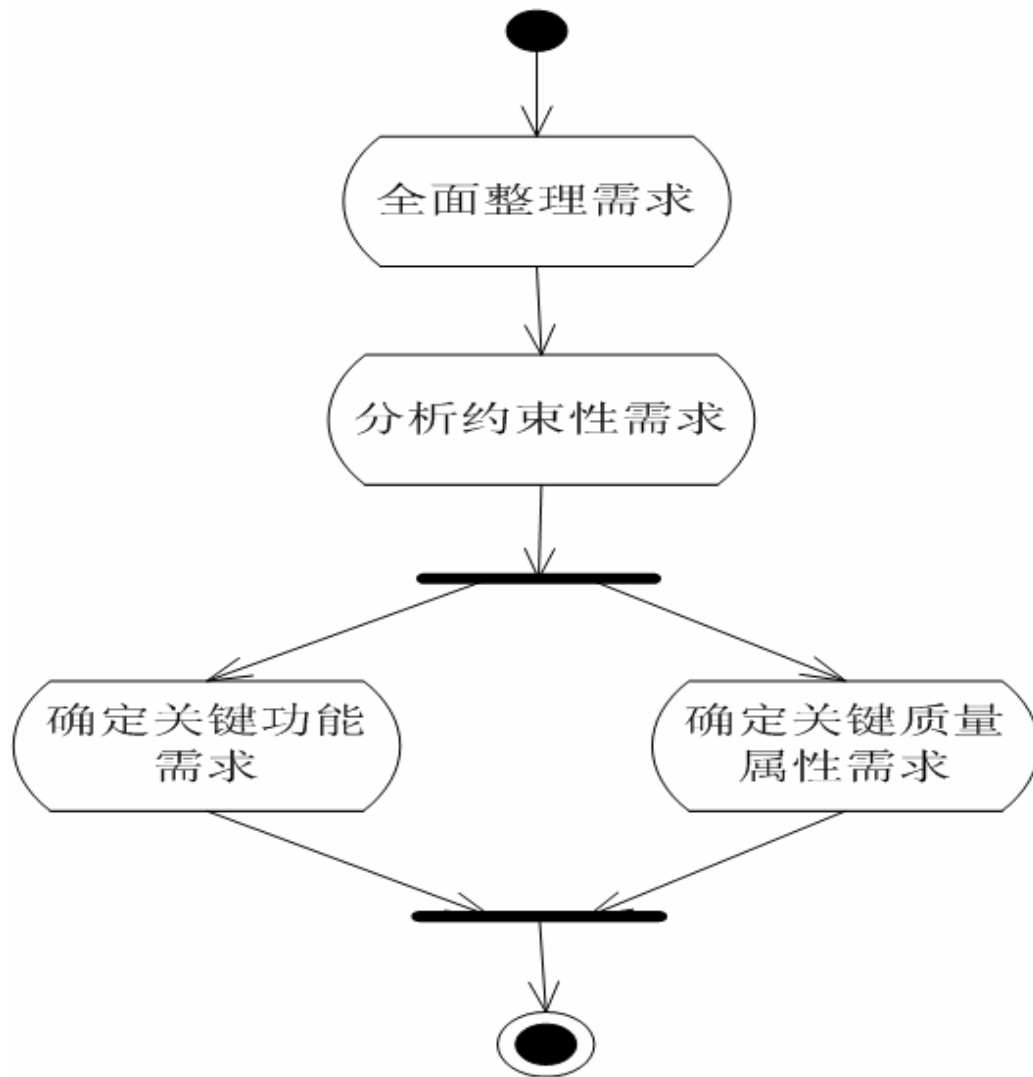 全面整理需求
分析约束性需求
确定关键功能
需求
确定关键质量
属性需求